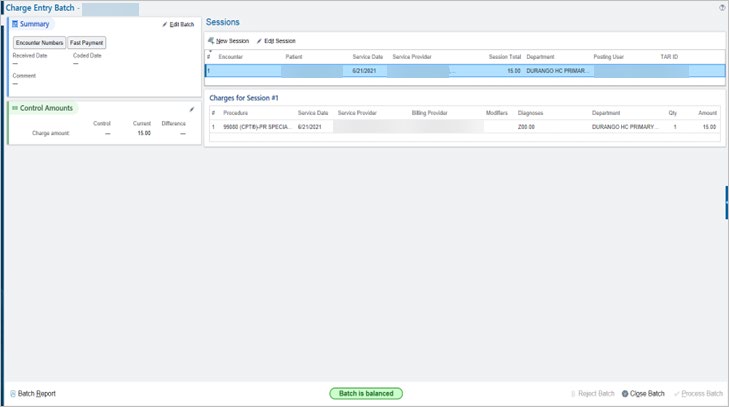 Charge Entry Batch -
Summary
Edit Batch
Encounter Numbers Fast Payment
Received Date Coded Date
— —
Comment
—
Control Amounts
Control Current Difference
Charge amount: — 15.00 —
Sessions
New Session Edit Session
# Encounter Patient Service Date Service Provider Session Total Department Posting User TAR ID
1 6/21/2021 ... 15.00 DURANGO HC PRIMAR...
Charges for Session #1
# Procedure Service Date Service Provider Billing Provider Modifiers Diagnoses Department Qty Amount
1 99080 (CPT®)-PR SPECIA... 6/21/2021 Z00.00 DURANGO HC PRIMARY... 1 15.00
Batch Report
Batch is balanced
Reject Batch Close Batch Process Batch